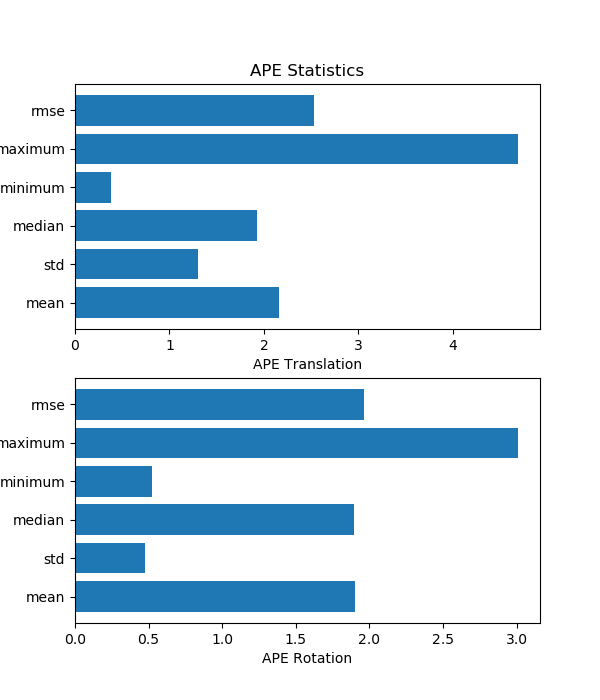 APE Statistics
rmse
maximum
minimum
median
std
mean
0 1 2 3 4
APE Translation
rmse
maximum
minimum
median
std
mean
0.0 0.5 1.0 1.5 2.0 2.5 3.0
APE Rotation